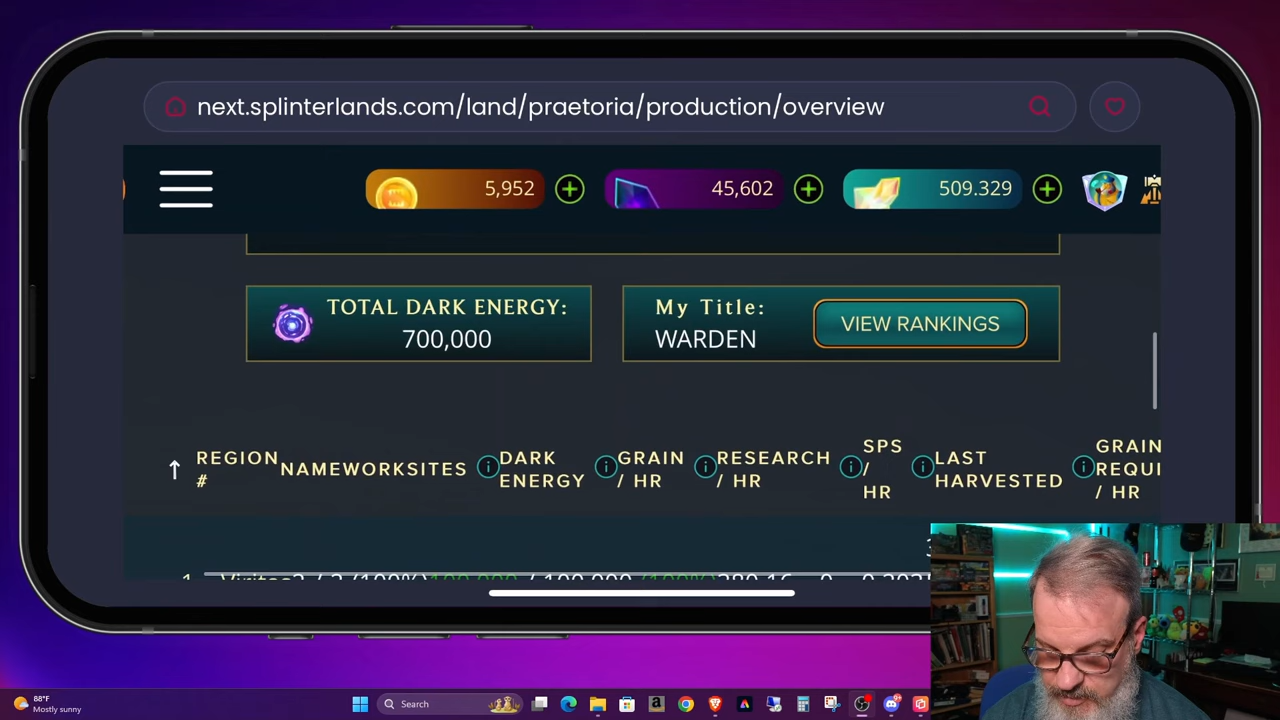 next.splinterlands.com/land/praetoria/production/overview
5,952
45,602
509.329
TOTAL DARK ENERGY:
700,000
My Title:
WARDEN
VIEW RANKINGS
REGION #
NAME
WORKSITES
DARK ENERGY
GRAIN / HR
RESEARCH / HR
SPS / HR
LAST HARVESTED
GRAIN / HR
88°F
Mostly sunny
Search